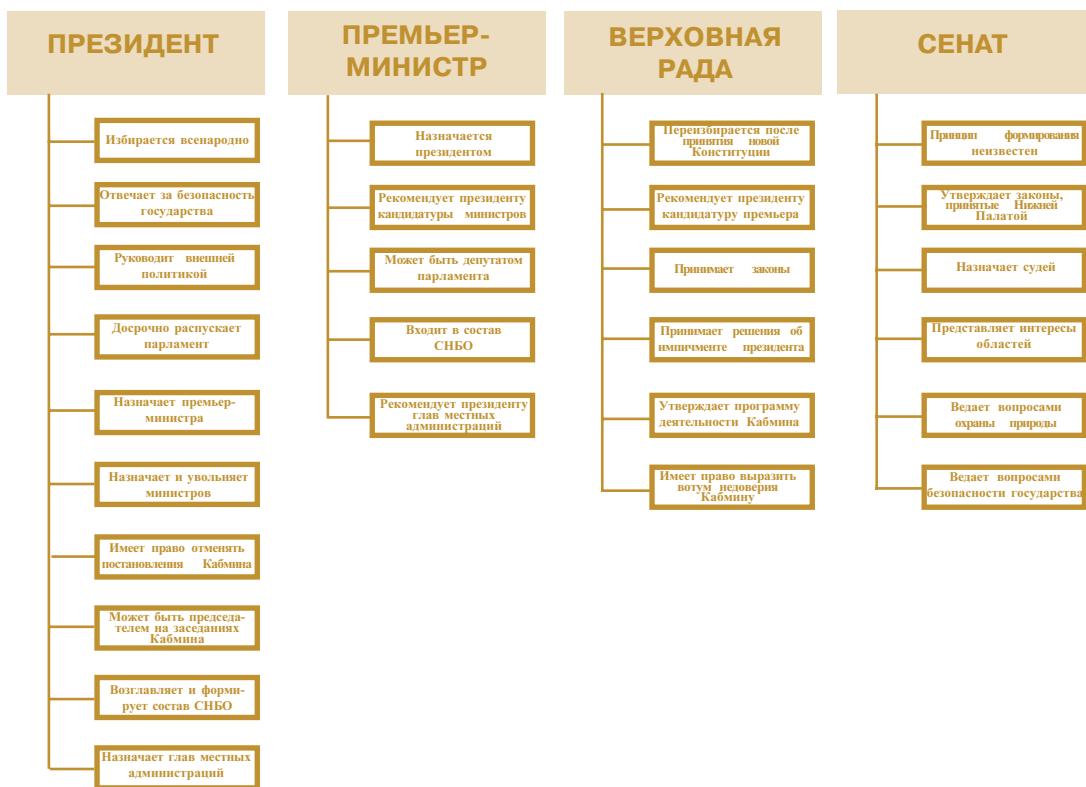 ПРЕЗИДЕНТ
Избирается всенародно
Отвечает за безопасность
государства
Руководит внешней
политикой
Досрочно распускает
парламент
Назначает премьер-
министра
Назначает и увольняет
министров
Имеет право отменять
постановления Кабмина
Может быть председа-
телем на заседаниях
Кабмина
Возглавляет и форми-
рует состав СНБО
Назначает глав местных
администраций
ПРЕМЬЕР-
МИНИСТР
Назначается
президентом
Рекомендует президенту
кандидатуры министров
Может быть депутатом
парламента
Входит в состав
СНБО
Рекомендует президенту
глав местных
администраций
ВЕРХОВНАЯ
РАДА
Переизбирается после
принятия новой
Конституции
Рекомендует президенту
кандидатуру премьера
Принимает законы
Принимает решения об
импичменте президента
Утверждает программу
деятельности Кабмина
Имеет право выразить
вотум недоверия
Кабмину
СЕНАТ
Принцип формирования
неизвестен
Утверждает законы,
принятые Нижней
Палатой
Назначает судей
Представляет интересы
областей
Ведает вопросами
охраны природы
Ведает вопросами
безопасности государства